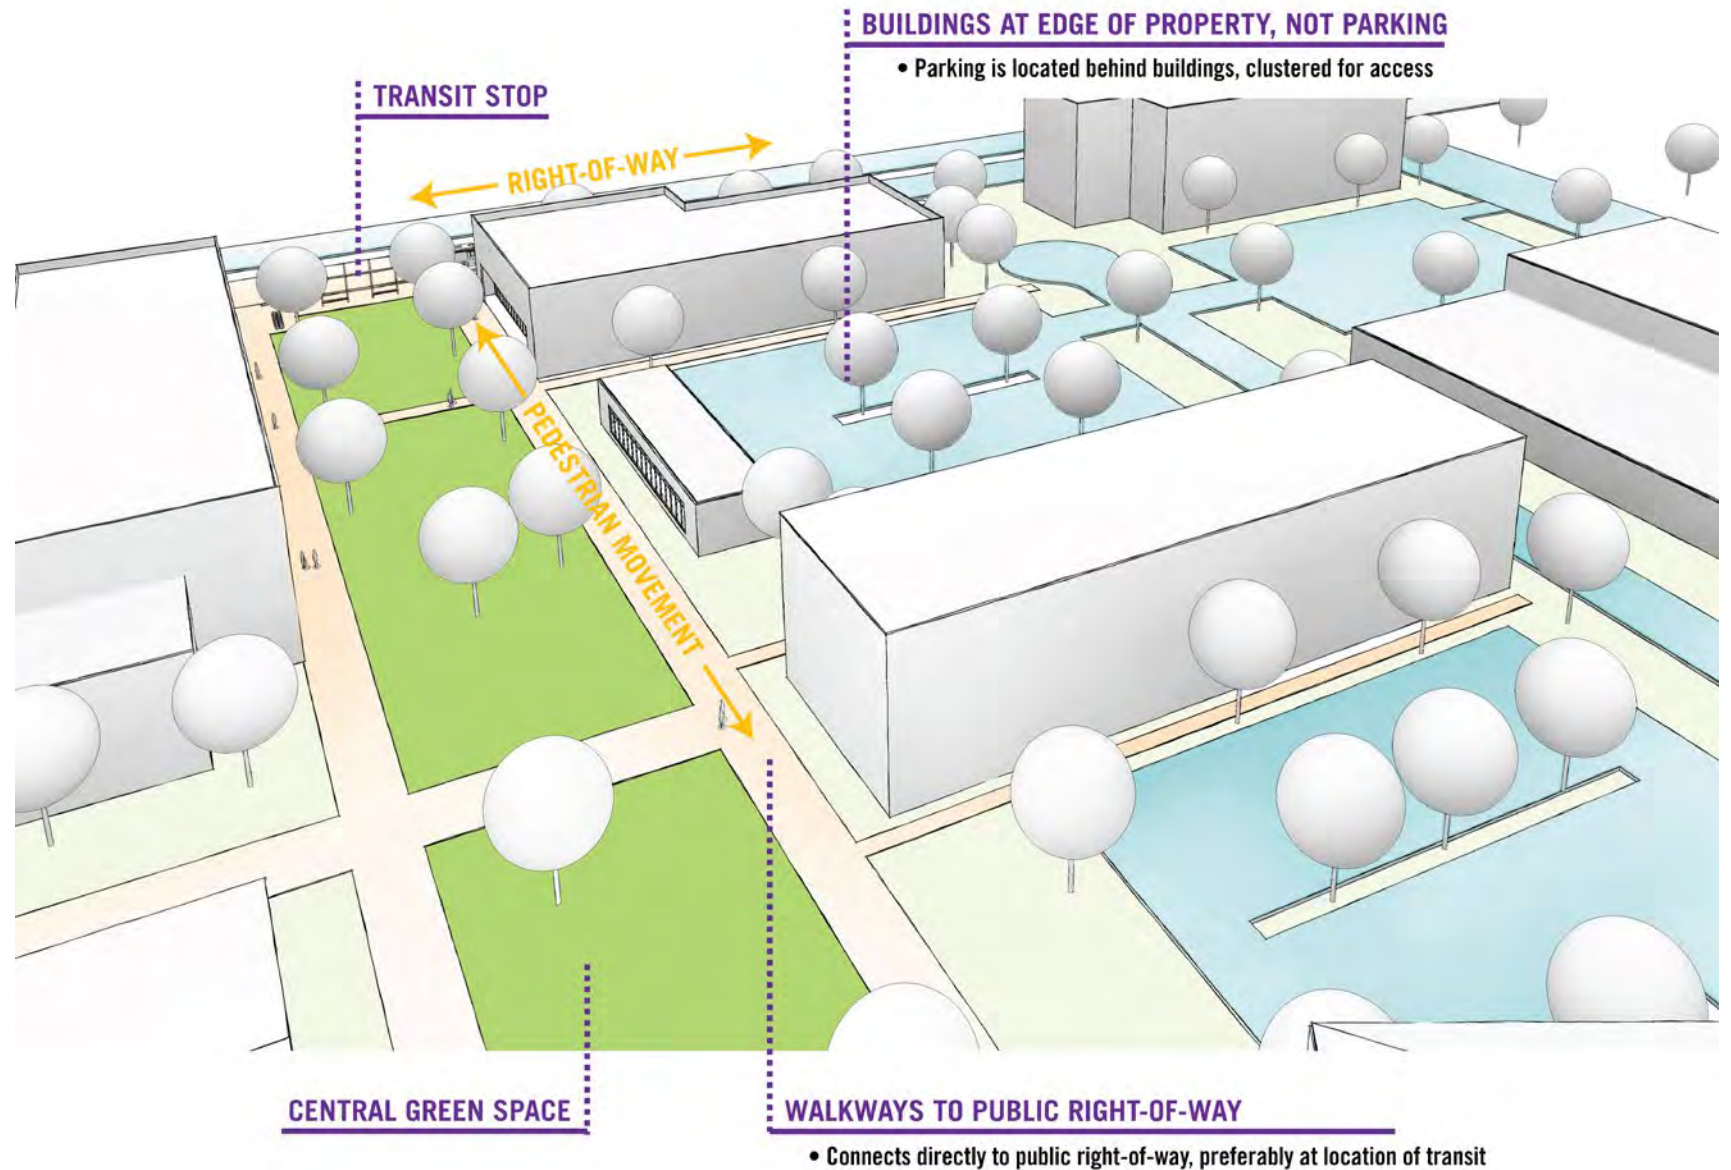 BUILDINGS AT EDGE OF PROPERTY, NOT PARKING
• Parking is located behind buildings, clustered for access
TRANSIT STOP
RIGHT-OF-WAY
PEDESTRIAN MOVEMENT
CENTRAL GREEN SPACE
WALKWAYS TO PUBLIC RIGHT-OF-WAY
• Connects directly to public right-of-way, preferably at location of transit